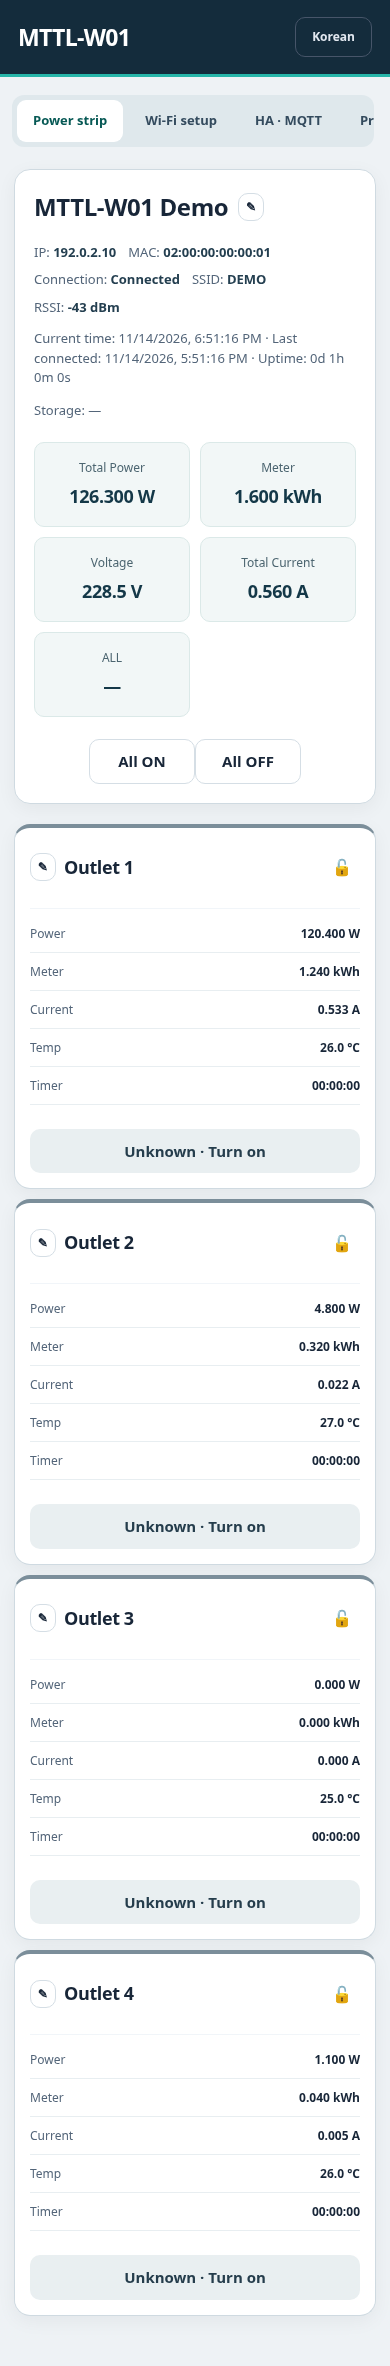 MTTL-W01
Korean
Power strip
Wi-Fi setup
HA · MQTT
Pr
MTTL-W01 Demo
IP: 192.0.2.10 MAC: 02:00:00:00:00:01
Connection: Connected SSID: DEMO
RSSI: -43 dBm
Current time: 11/14/2026, 6:51:16 PM · Last
connected: 11/14/2026, 5:51:16 PM · Uptime: 0d 1h
0m 0s
Storage: —
Total Power
126.300 W
Meter
1.600 kWh
Voltage
228.5 V
Total Current
0.560 A
ALL
—
All ON
All OFF
Outlet 1
Power 120.400 W
Meter 1.240 kWh
Current 0.533 A
Temp 26.0 °C
Timer 00:00:00
Unknown · Turn on
Outlet 2
Power 4.800 W
Meter 0.320 kWh
Current 0.022 A
Temp 27.0 °C
Timer 00:00:00
Unknown · Turn on
Outlet 3
Power 0.000 W
Meter 0.000 kWh
Current 0.000 A
Temp 25.0 °C
Timer 00:00:00
Unknown · Turn on
Outlet 4
Power 1.100 W
Meter 0.040 kWh
Current 0.005 A
Temp 26.0 °C
Timer 00:00:00
Unknown · Turn on